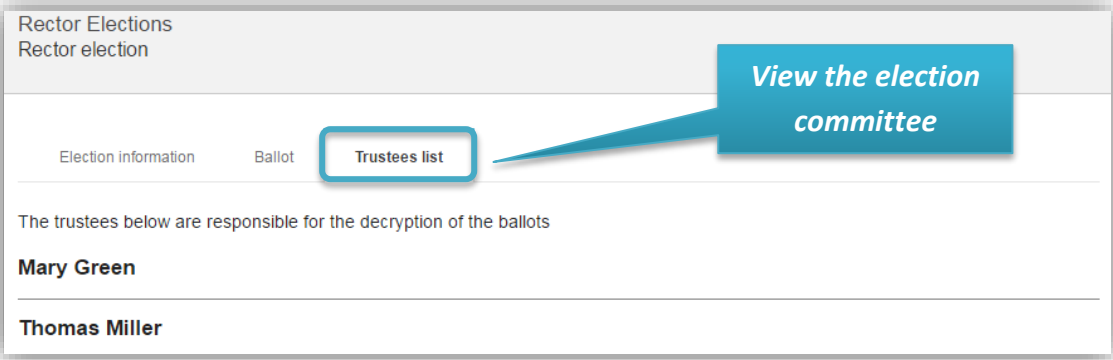 Rector Elections
Rector election
View the election
committee
Election information Ballot Trustees list
The trustees below are responsible for the decryption of the ballots
Mary Green
Thomas Miller